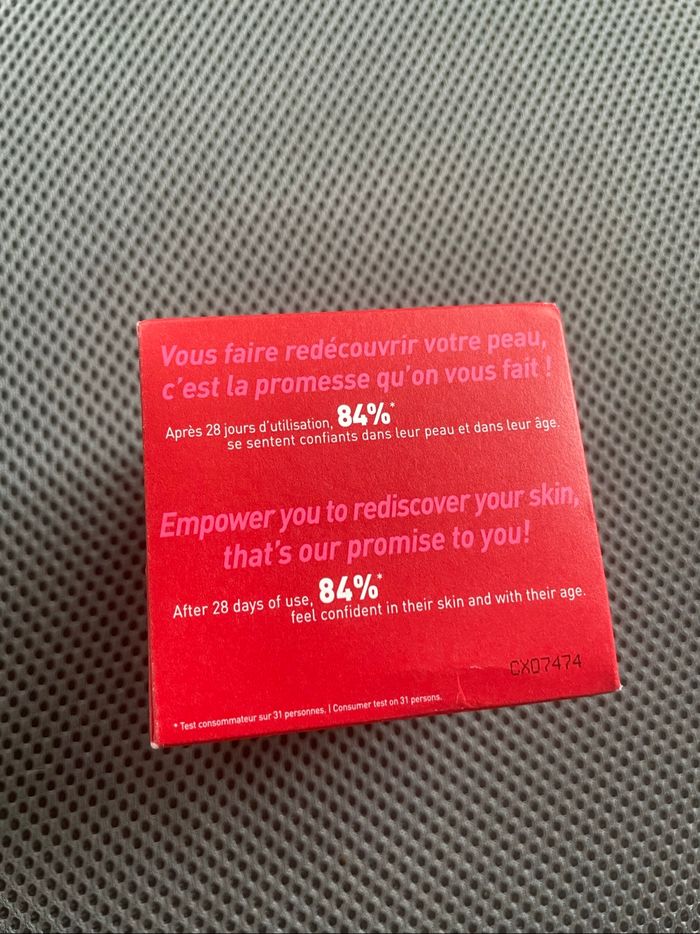 Vous faire redécouvrir votre peau,
c'est la promesse qu'on vous fait !
Après 28 jours d'utilisation, 84%*
se sentent confiants dans leur peau et dans leur âge.
Empower you to rediscover your skin,
that's our promise to you!
After 28 days of use, 84%*
feel confident in their skin and with their age.
CX07474
* Test consommateur sur 31 personnes. | Consumer test on 31 persons.